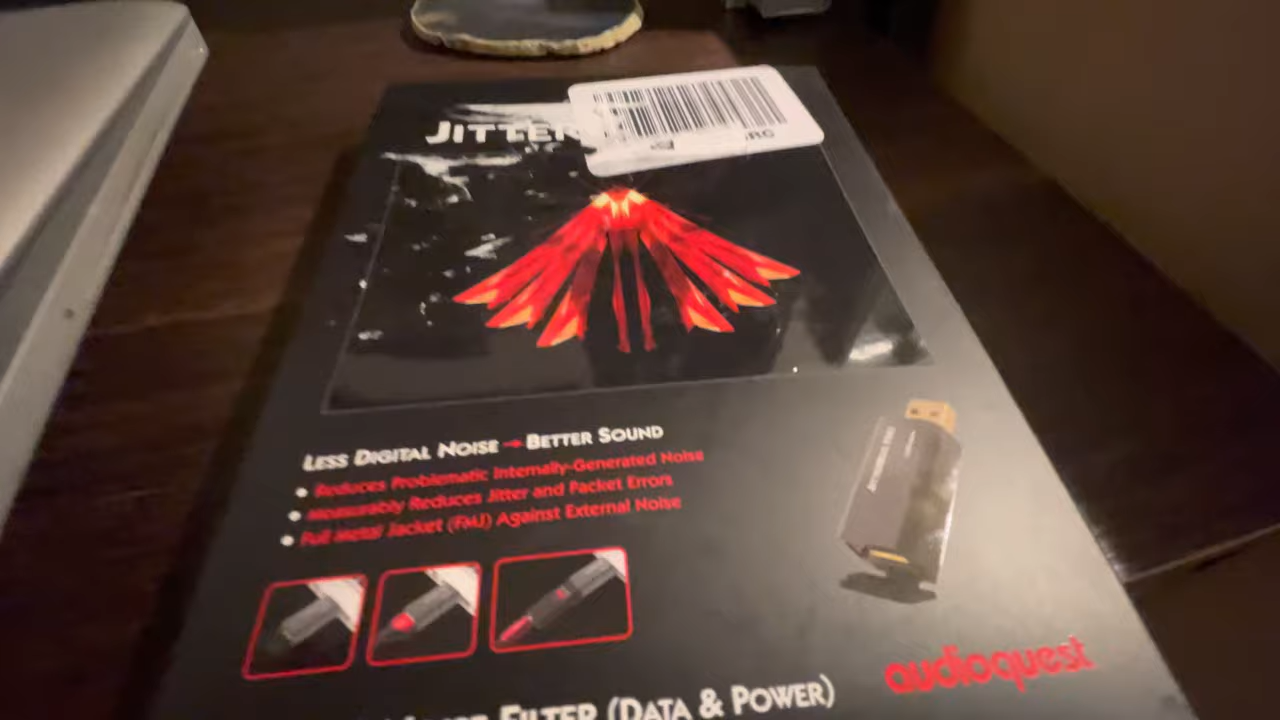 JITTER
RG
LESS DIGITAL NOISE → BETTER SOUND
• Reduces Problematic Internally-Generated Noise
• Measurably Reduces Jitter and Packet Errors
• Full Metal Jacket (FMJ) Against External Noise
audioquest
FILTER (DATA & POWER)